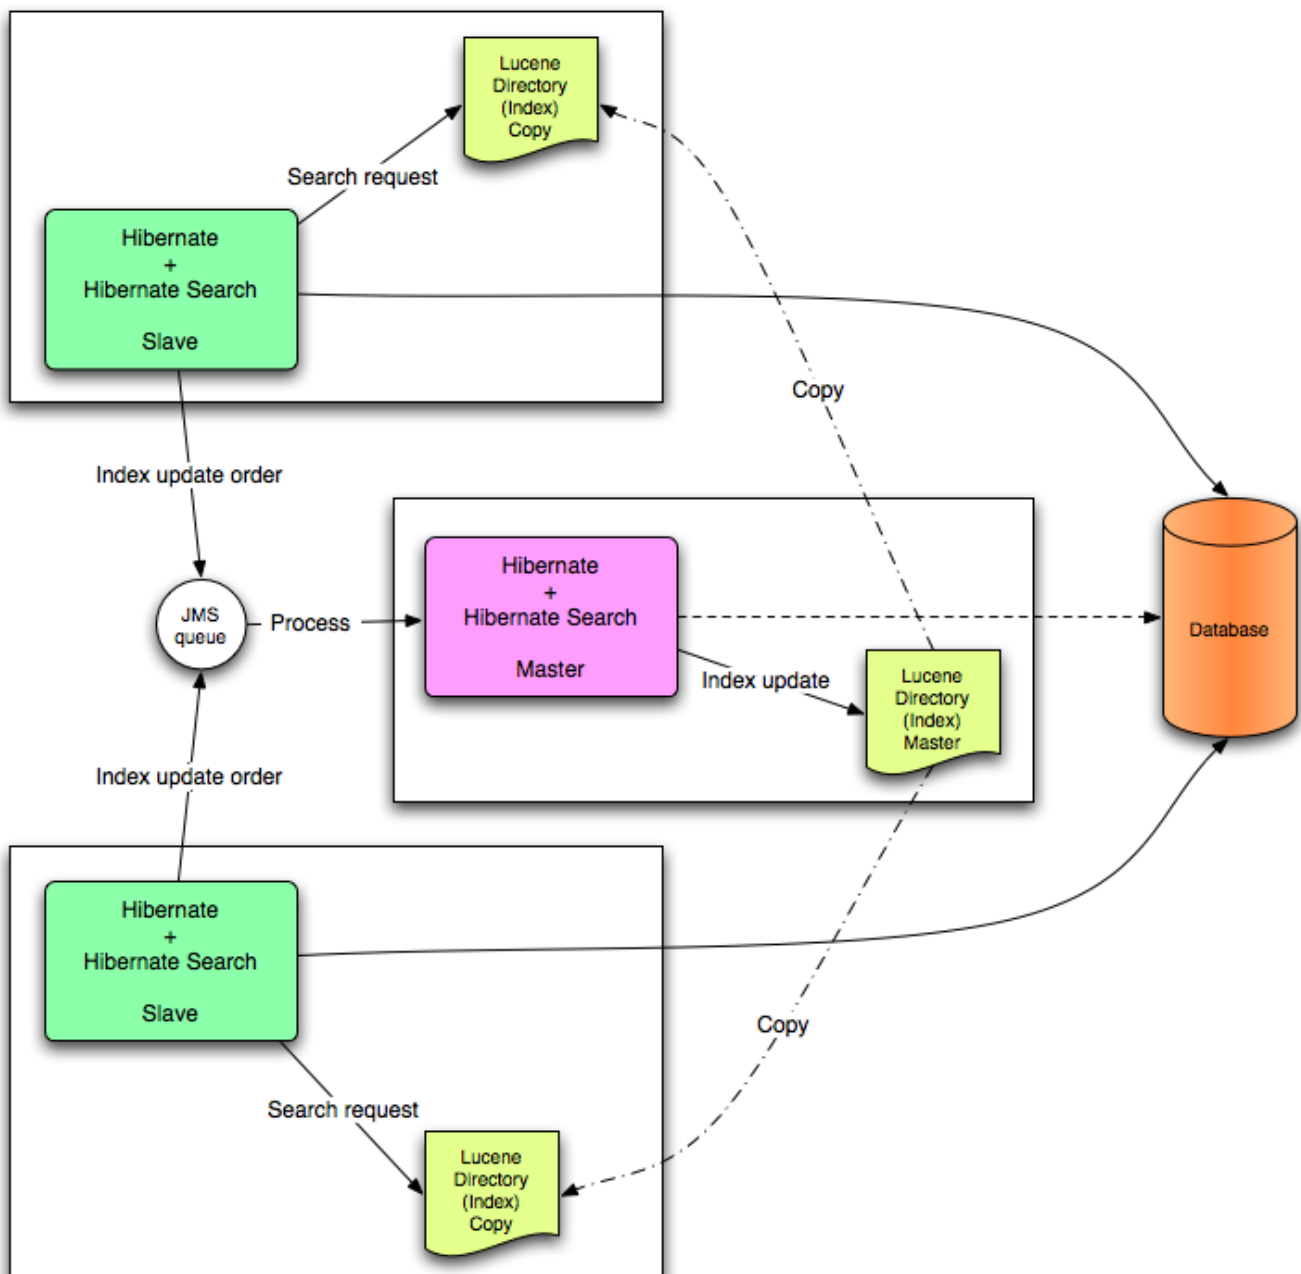 Lucene
Directory
(Index)
Copy
Search request
Hibernate
+
Hibernate Search
Slave
Copy
Index update order
Hibernate
+
Hibernate Search
Master
JMS
queue
Process
Database
Index update
Lucene
Directory
(Index)
Master
Index update order
Hibernate
+
Hibernate Search
Slave
Copy
Search request
Lucene
Directory
(Index)
Copy